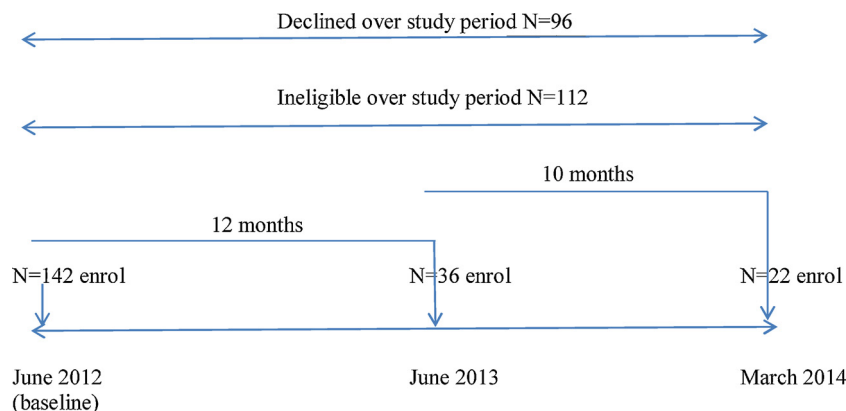 Declined over study period N=96
Ineligible over study period N=112
10 months
12 months
N=142 enrol N=36 enrol N=22 enrol
June 2012 June 2013 March 2014
(baseline)